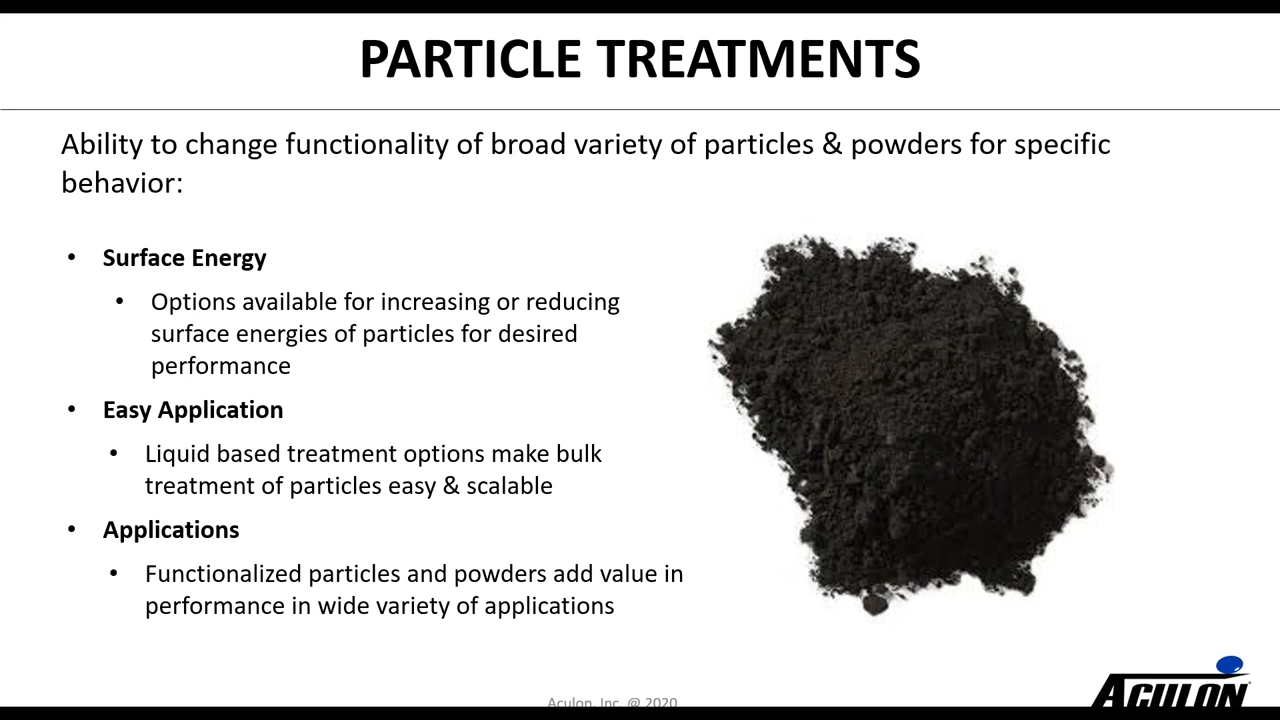 PARTICLE TREATMENTS
Ability to change functionality of broad variety of particles & powders for specific
behavior:
• Surface Energy
• Options available for increasing or reducing
surface energies of particles for desired
performance
• Easy Application
• Liquid based treatment options make bulk
treatment of particles easy & scalable
• Applications
• Functionalized particles and powders add value in
performance in wide variety of applications
Aculon, Inc. @ 2020
ACULON